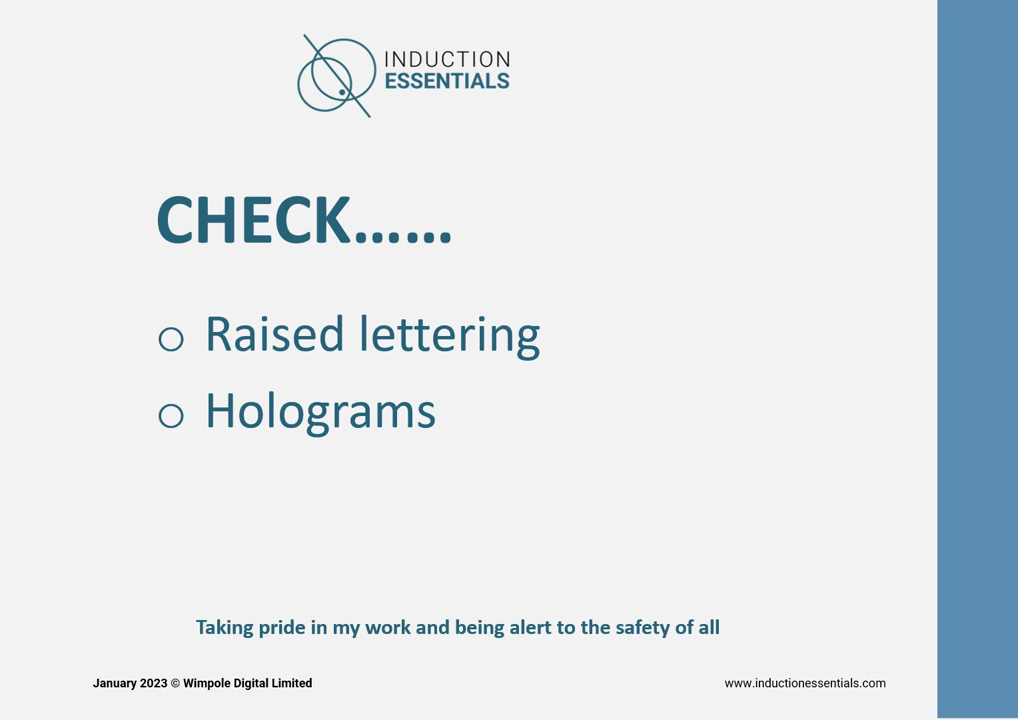 INDUCTION
ESSENTIALS
CHECK......
o Raised lettering
o Holograms
Taking pride in my work and being alert to the safety of all
January 2023 © Wimpole Digital Limited
www.inductionessentials.com